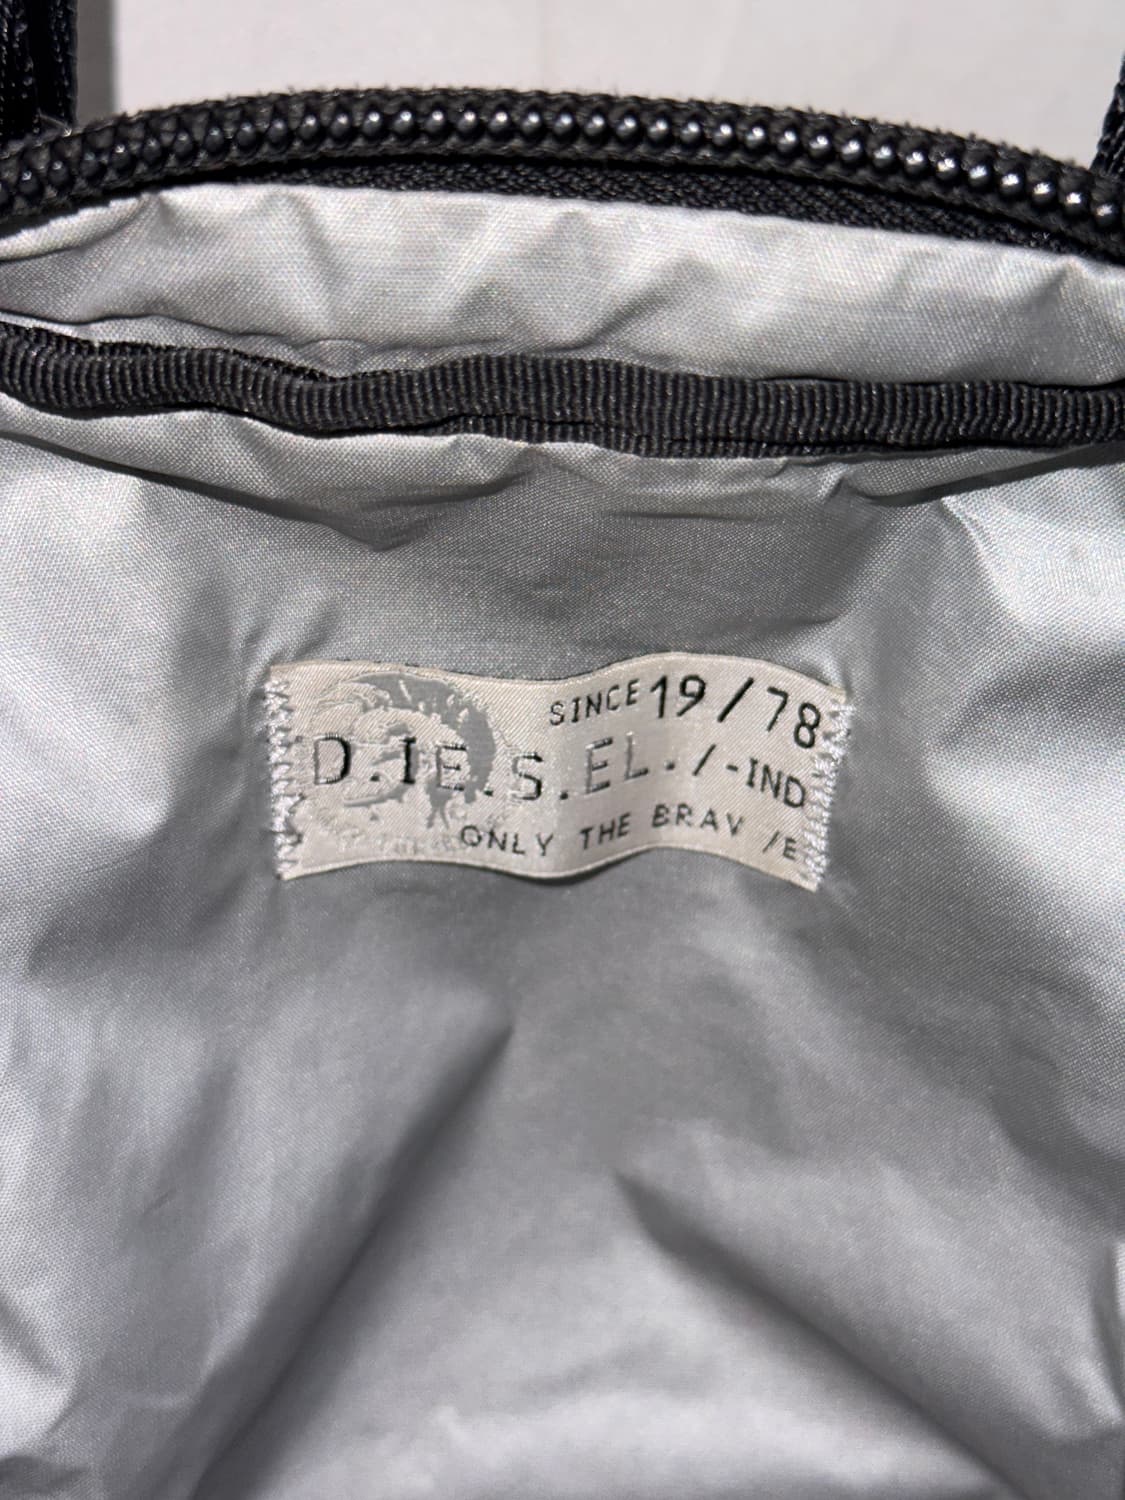 SINCE 19/78
D.IE.S.EL./-IND
ONLY THE BRAV /E